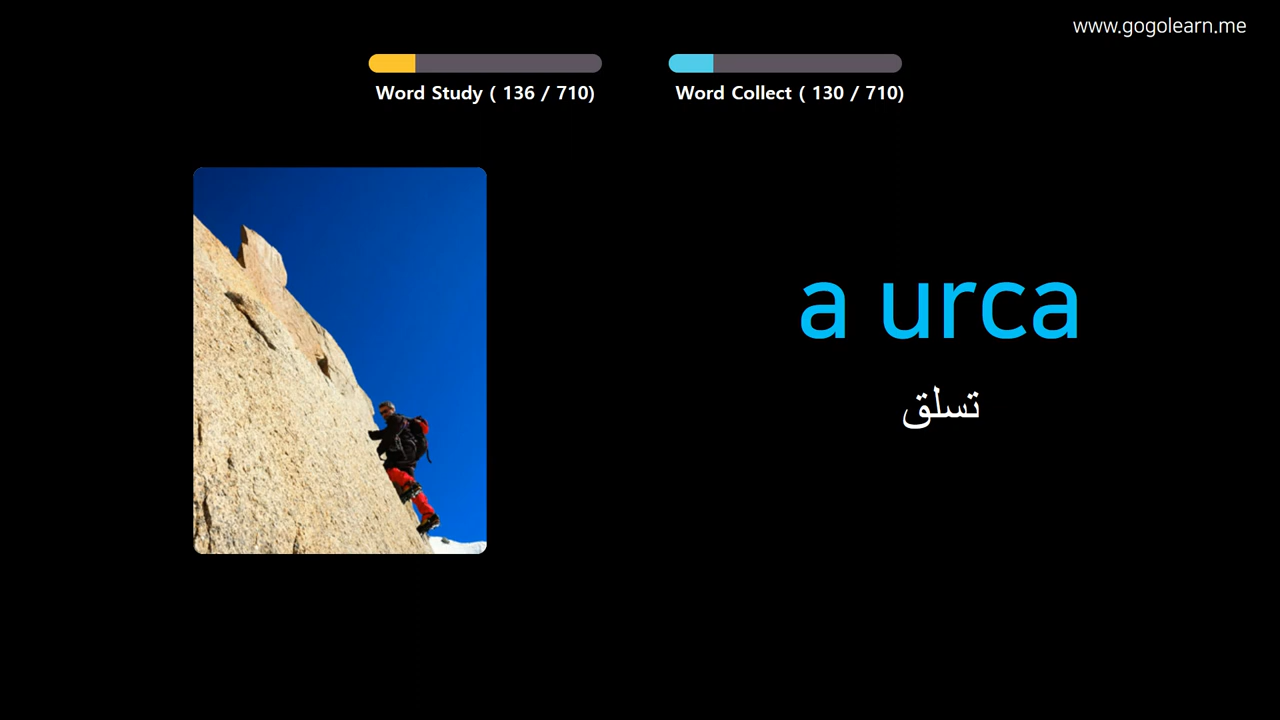 www.gogolearn.me
Word Study ( 136 / 710)
Word Collect ( 130 / 710)
a urca
تسلق